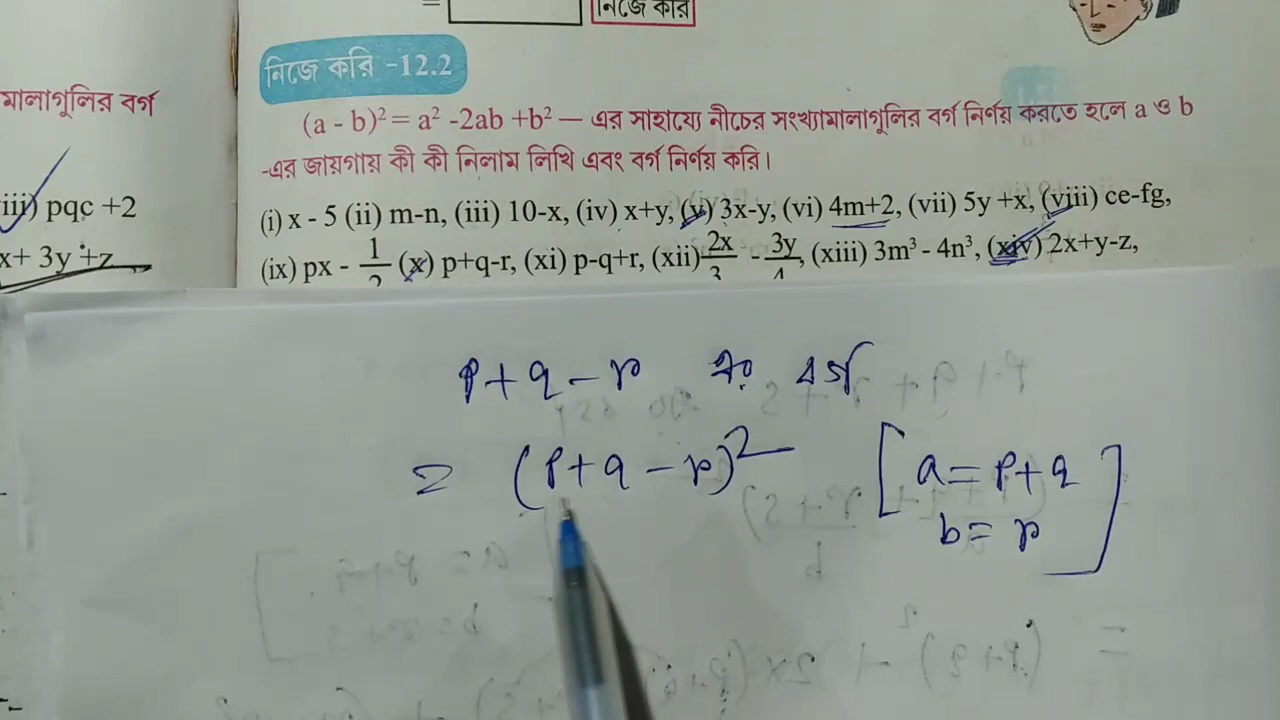 = নিজে করি
নিজে করি -12.2
মালাগুলির বর্গ
(a - b)² = a² -2ab +b² — এর সাহায্যে নীচের সংখ্যামালাগুলির বর্গ নির্ণয় করতে হলে a ও b
-এর জায়গায় কী কী নিলাম লিখি এবং বর্গ নির্ণয় করি।
iii) pqc +2
(i) x - 5 (ii) m-n, (iii) 10-x, (iv) x+y, (v) 3x-y, (vi) 4m+2, (vii) 5y +x, (viii) ce-fg,
x+ 3y +z
(ix) px - 1/2 (x) p+q-r, (xi) p-q+r, (xii) 2x/3 - 3y/4, (xiii) 3m³ - 4n³, (xiv) 2x+y-z,
p+q-r এর বর্গ
= (p+q-r)² [a = p+q
b = r]